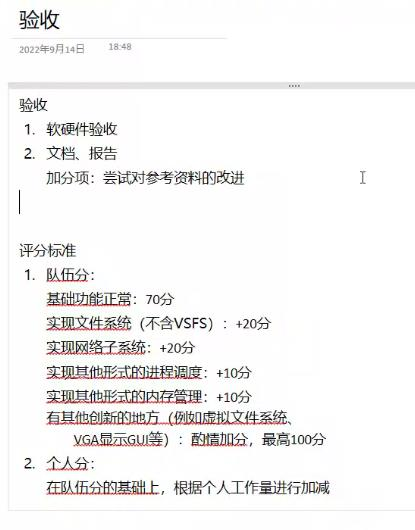 验收
2022年9月14日 18:48
验收
1. 软硬件验收
2. 文档、报告
加分项：尝试对参考资料的改进
评分标准
1. 队伍分：
基础功能正常：70分
实现文件系统（不含VSFS）：+20分
实现网络子系统：+20分
实现其他形式的进程调度：+10分
实现其他形式的内存管理：+10分
有其他创新的地方（例如虚拟文件系统、
VGA显示GUI等）：酌情加分，最高100分
2. 个人分：
在队伍分的基础上，根据个人工作量进行加减